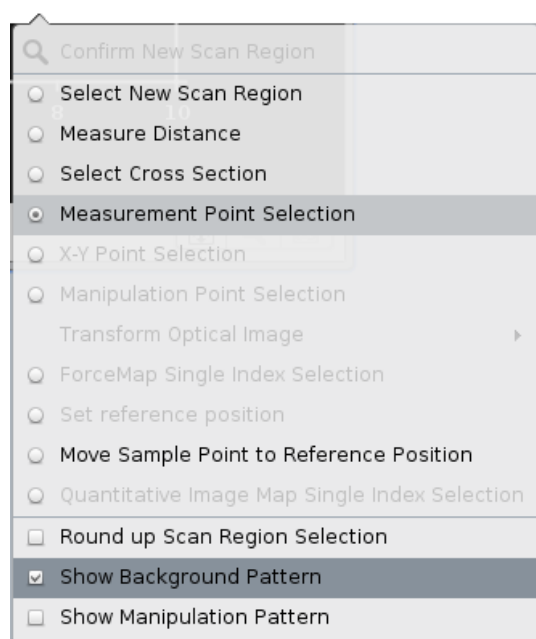 Confirm New Scan Region
Select New Scan Region
8 10
Measure Distance
Select Cross Section
Measurement Point Selection
X-Y Point Selection
Manipulation Point Selection
Transform Optical Image
ForceMap Single Index Selection
Set reference position
Move Sample Point to Reference Position
Quantitative Image Map Single Index Selection
Round up Scan Region Selection
Show Background Pattern
Show Manipulation Pattern